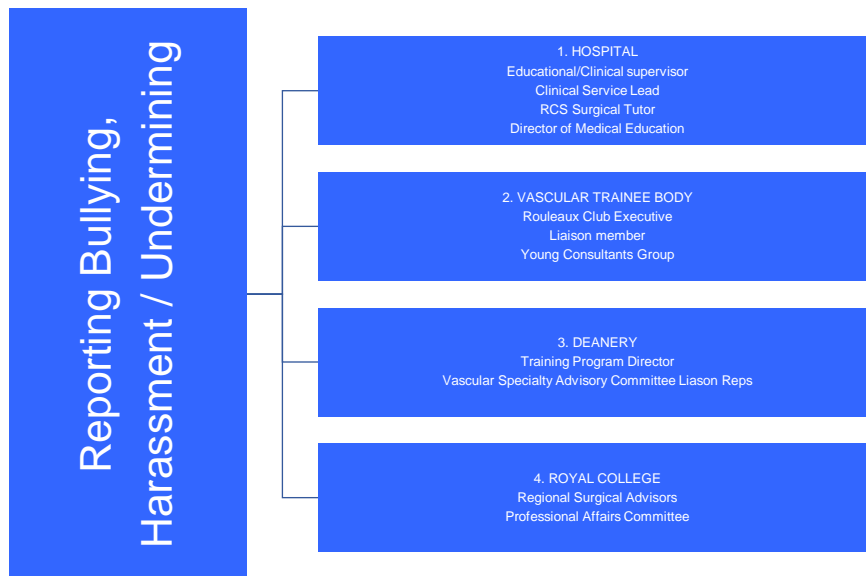 Reporting Bullying,
Harassment / Undermining
1. HOSPITAL
Educational/Clinical supervisor
Clinical Service Lead
RCS Surgical Tutor
Director of Medical Education
2. VASCULAR TRAINEE BODY
Rouleaux Club Executive
Liaison member
Young Consultants Group
3. DEANERY
Training Program Director
Vascular Specialty Advisory Committee Liason Reps
4. ROYAL COLLEGE
Regional Surgical Advisors
Professional Affairs Committee